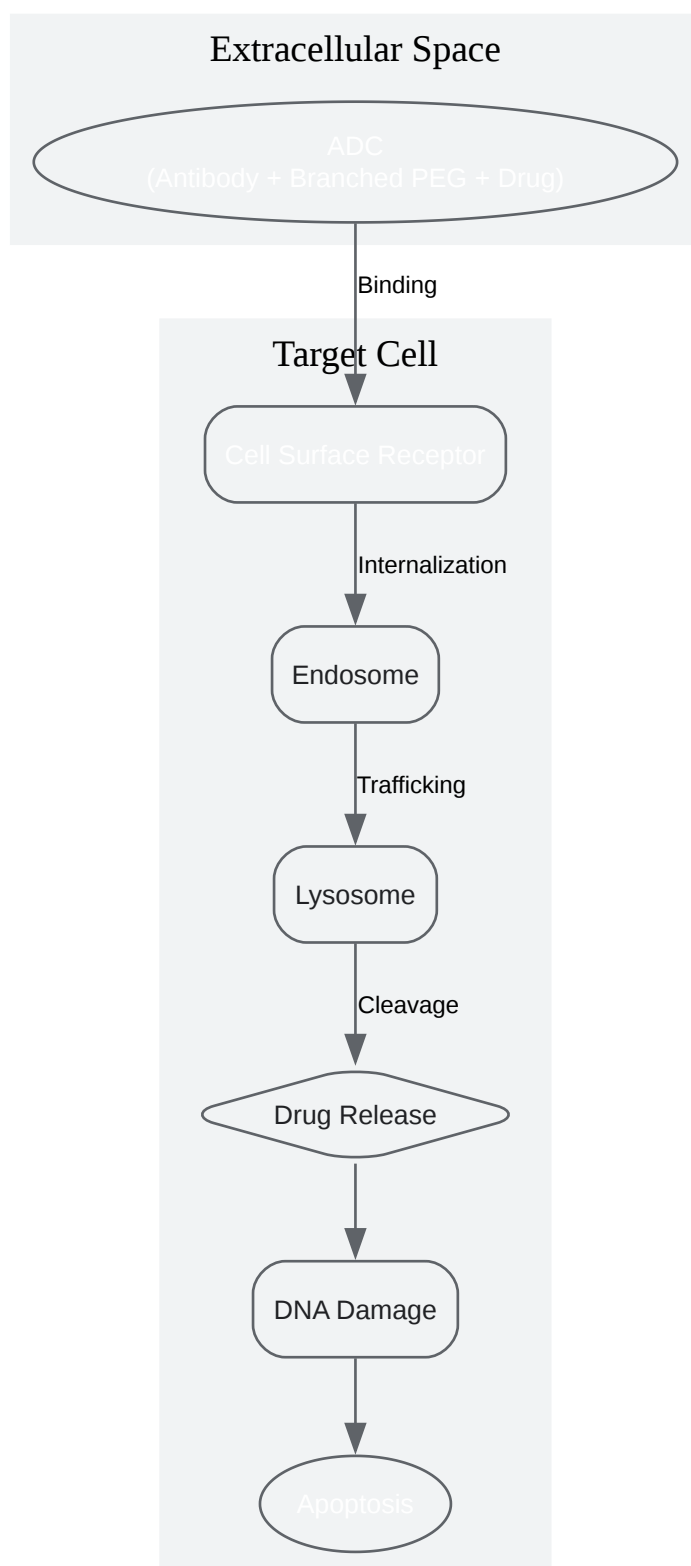 Extracellular Space
ADC
(Antibody + Branched PEG + Drug)
Binding
Target Cell
Cell Surface Receptor
Internalization
Endosome
Trafficking
Lysosome
Cleavage
Drug Release
DNA Damage
Apoptosis